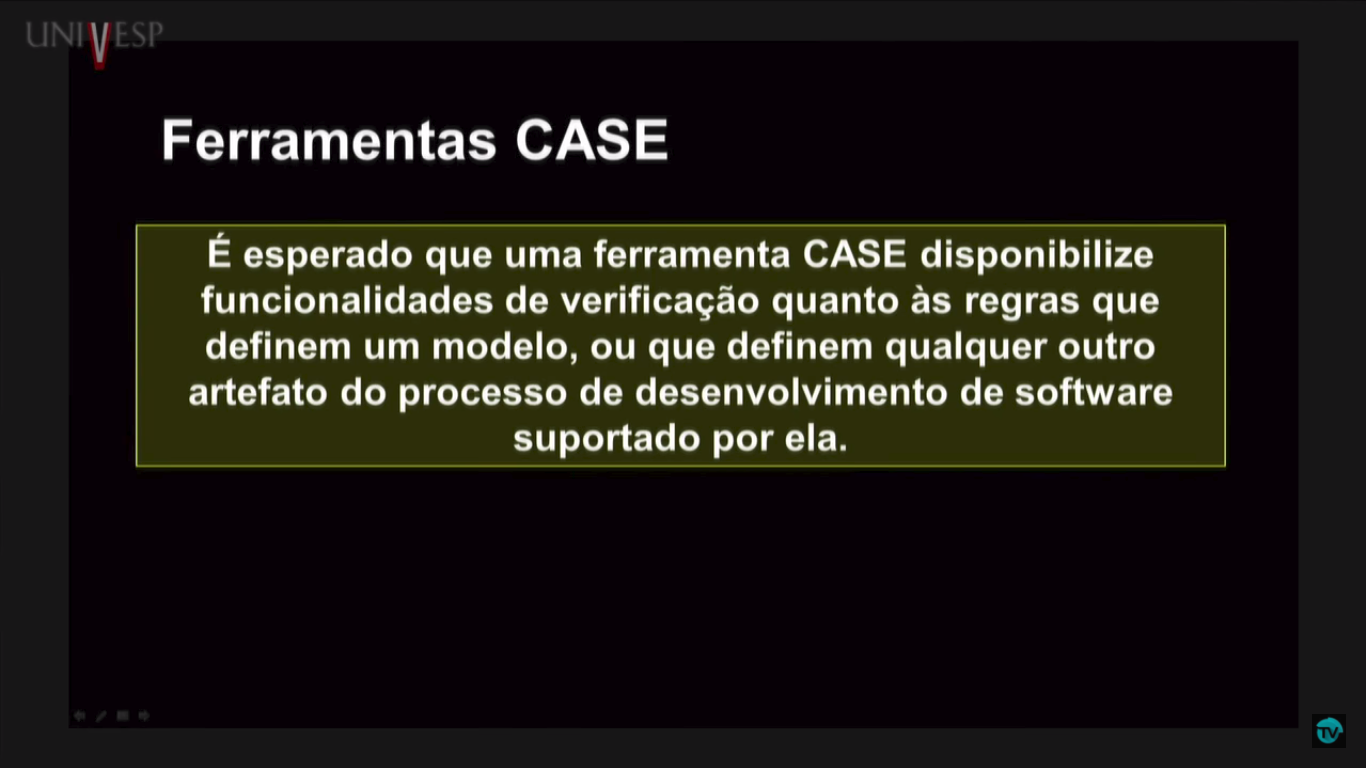 UNIVESP
Ferramentas CASE
É esperado que uma ferramenta CASE disponibilize
funcionalidades de verificação quanto às regras que
definem um modelo, ou que definem qualquer outro
artefato do processo de desenvolvimento de software
suportado por ela.
TV